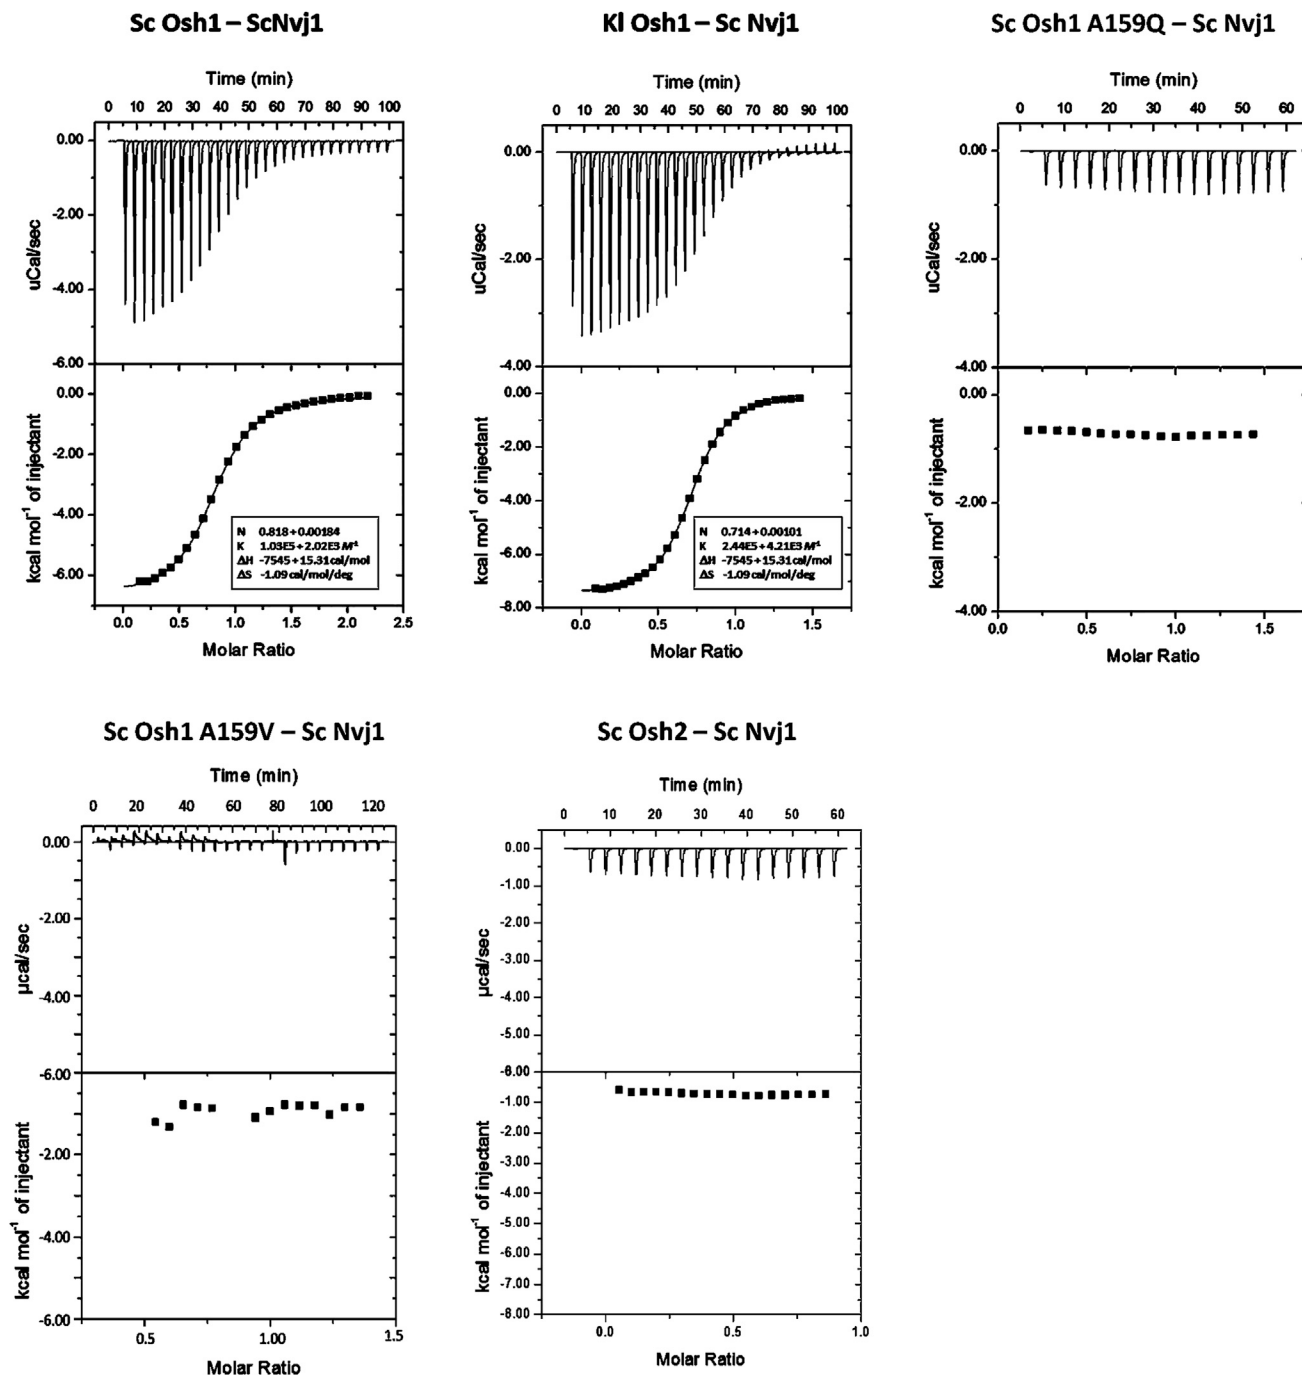 Sc Osh1 – ScNvj1
Time (min)
0 10 20 30 40 50 60 70 80 90 100
0.00
-2.00
-4.00
-6.00
uCal/sec
0.00
-2.00
-4.00
-6.00
kcal mol⁻¹ of injectant
N 0.818+0.00184
K 1.03E5+2.02E3 M⁻¹
ΔH -7545+15.31cal/mol
ΔS -1.09cal/mol/deg
0.0 0.5 1.0 1.5 2.0 2.5
Molar Ratio
Kl Osh1 – Sc Nvj1
Time (min)
0 10 20 30 40 50 60 70 80 90 100
0.00
-2.00
-4.00
uCal/sec
0.00
-2.00
-4.00
-6.00
-8.00
kcal mol⁻¹ of injectant
N 0.714+0.00101
K 2.44E5+4.21E3 M⁻¹
ΔH -7545+15.31cal/mol
ΔS -1.09cal/mol/deg
0.0 0.5 1.0 1.5
Molar Ratio
Sc Osh1 A159Q – Sc Nvj1
Time (min)
0 10 20 30 40 50 60
0.00
-2.00
-4.00
uCal/sec
0.00
-2.00
-4.00
kcal mol⁻¹ of injectant
0.0 0.5 1.0 1.5
Molar Ratio
Sc Osh1 A159V – Sc Nvj1
Time (min)
0 20 40 60 80 100 120
0.00
-2.00
-4.00
-6.00
µcal/sec
-2.00
-4.00
-6.00
kcal mol⁻¹ of injectant
0.5 1.00 1.5
Molar Ratio
Sc Osh2 – Sc Nvj1
Time (min)
0 10 20 30 40 50 60
0.00
-1.00
-2.00
-3.00
-4.00
-5.00
-6.00
µcal/sec
-1.00
-2.00
-3.00
-4.00
-5.00
-6.00
-7.00
-8.00
kcal mol⁻¹ of injectant
0.0 0.5 1.0
Molar Ratio